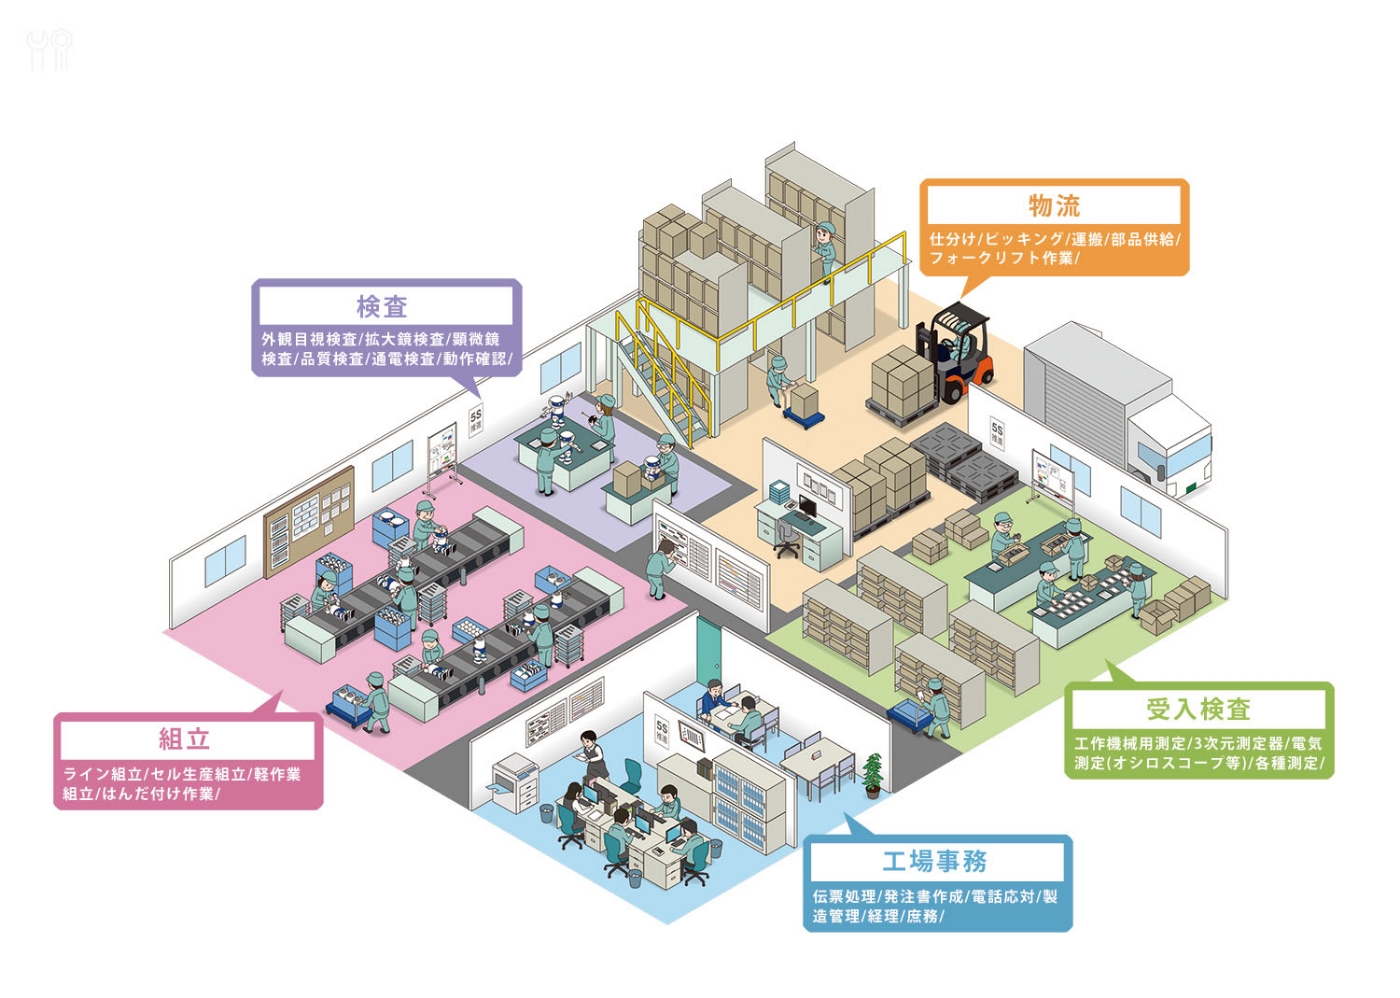 物流
仕分け/ピッキング/運搬/部品供給/
フォークリフト作業/
検査
外観目視検査/拡大鏡検査/顕微鏡
検査/品質検査/通電検査/動作確認/
5S
推進
5S
推進
組立
ライン組立/セル生産組立/軽作業
組立/はんだ付け作業/
受入検査
工作機械用測定/3次元測定器/電気
測定(オシロスコープ等)/各種測定/
5S
推進
工場事務
伝票処理/発注書作成/電話応対/製
造管理/経理/庶務/